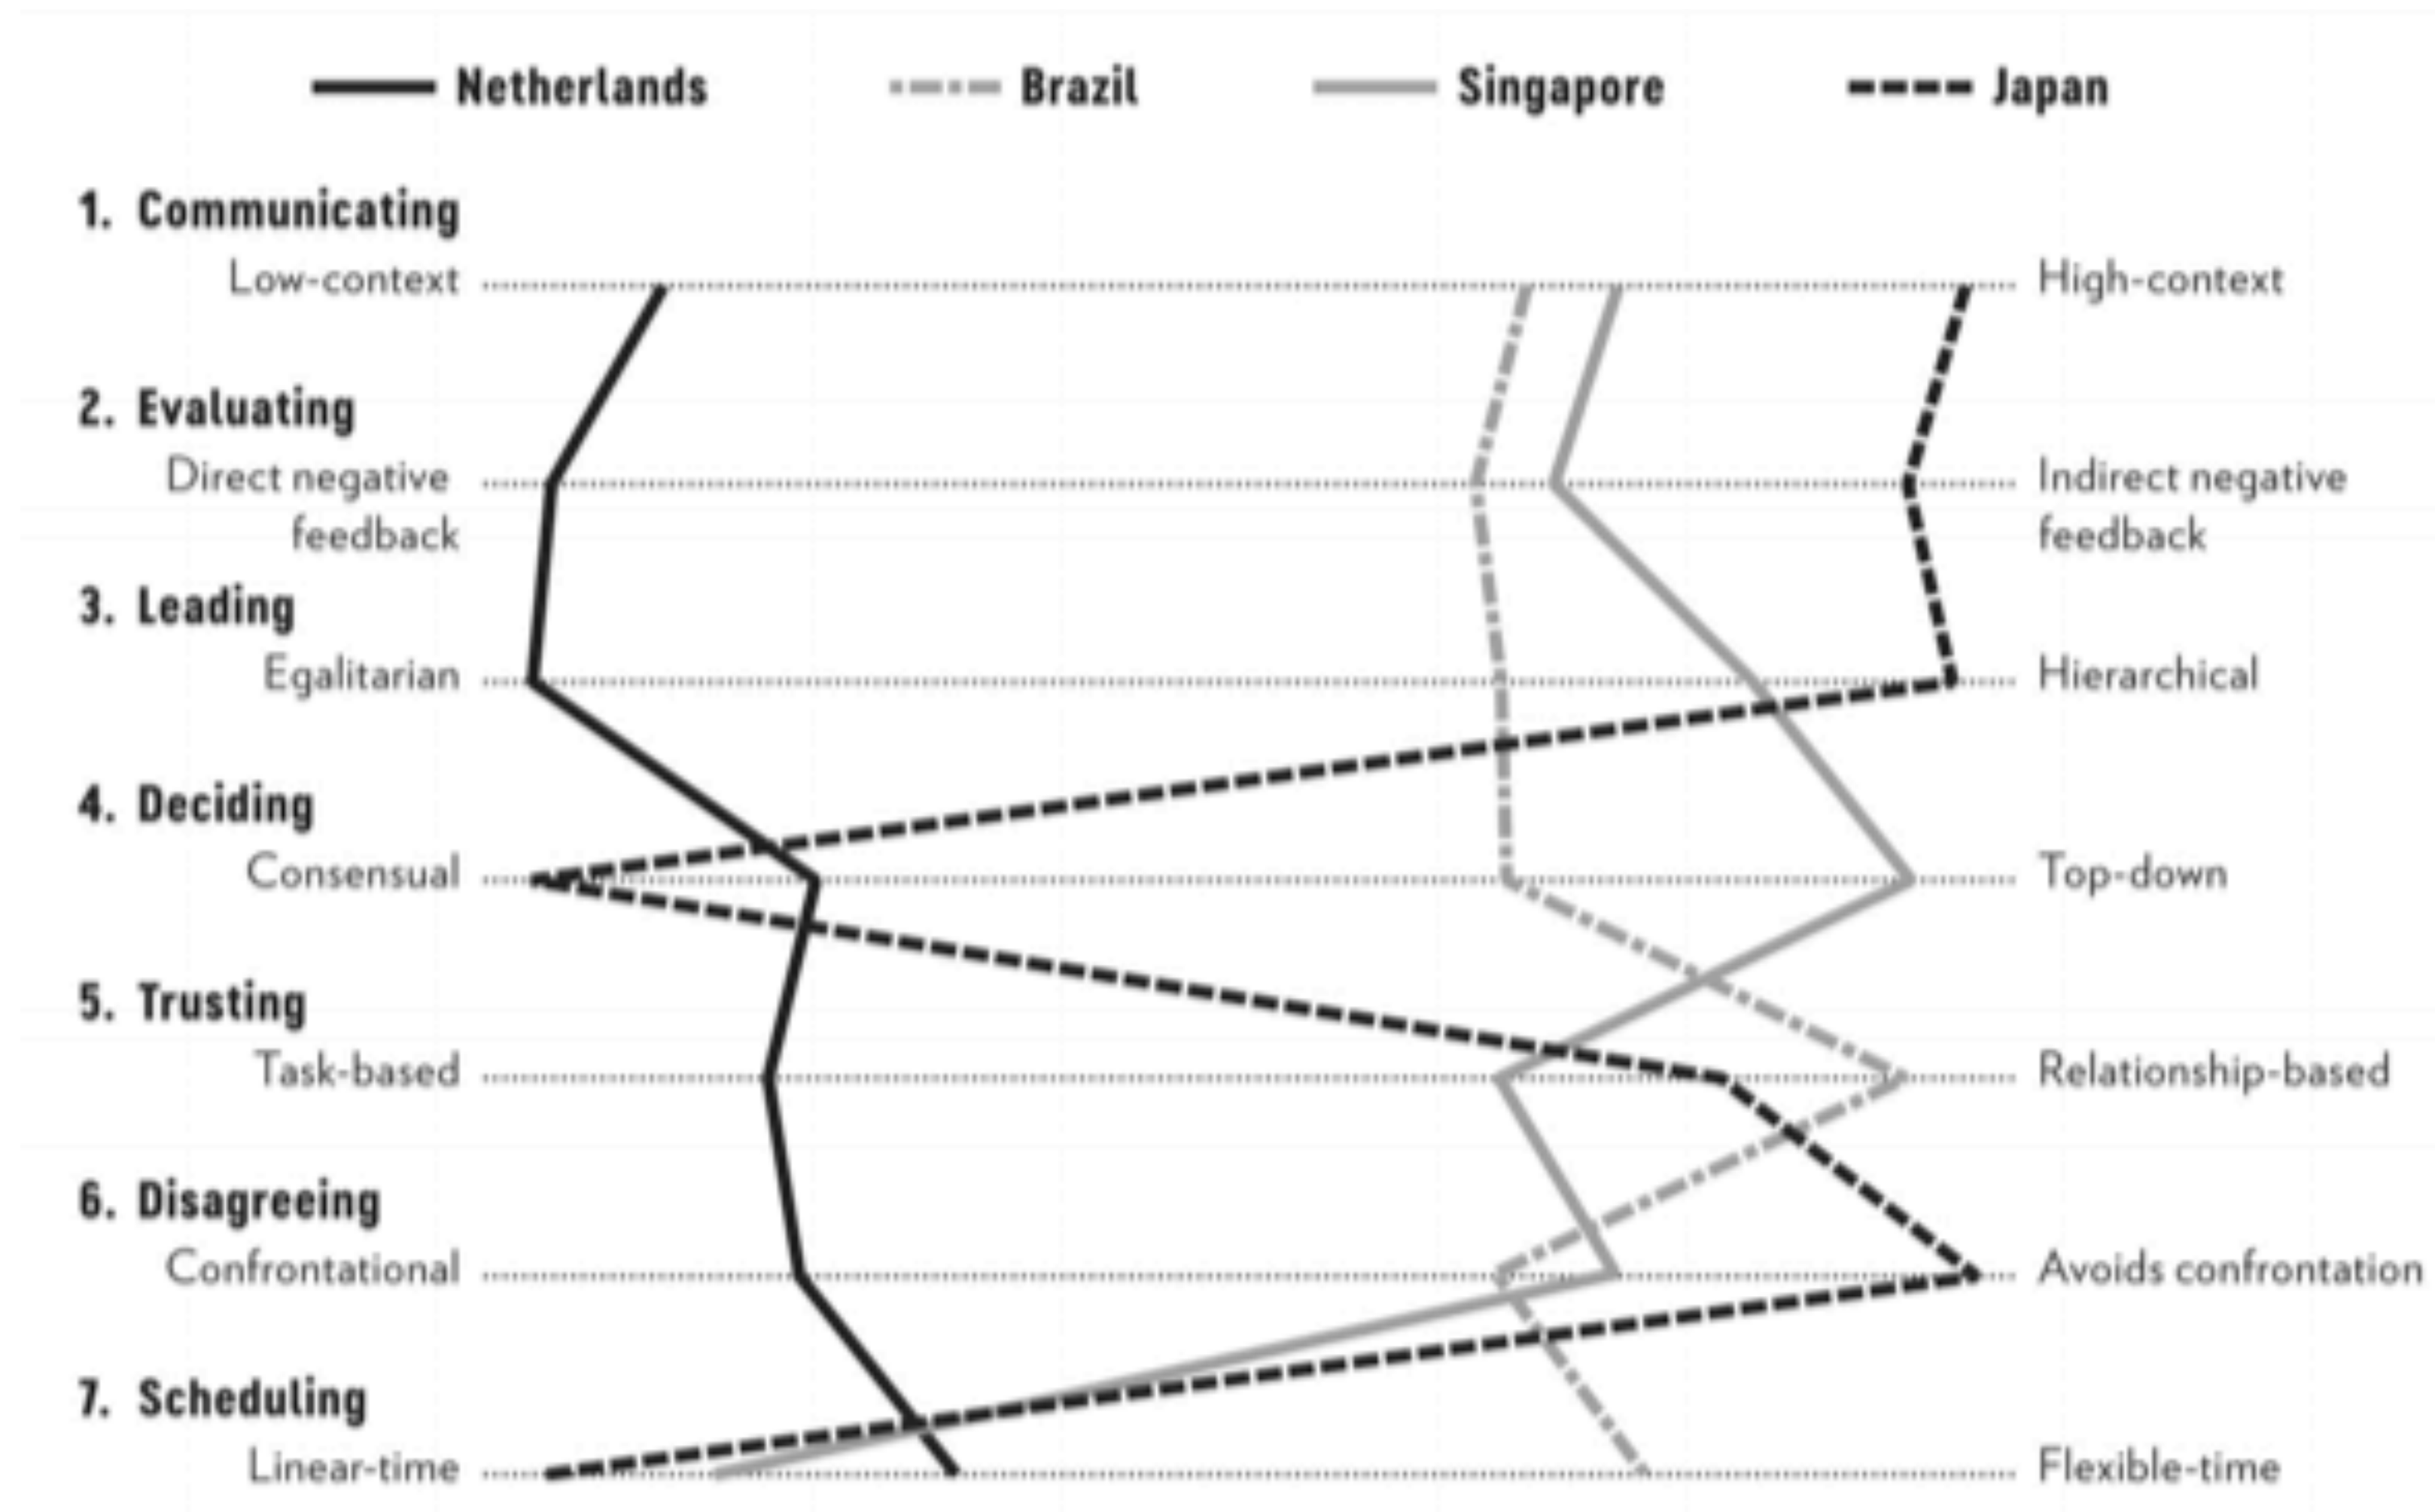 Netherlands Brazil Singapore Japan
1. Communicating
Low-context High-context
2. Evaluating
Direct negative Indirect negative
feedback feedback
3. Leading
Egalitarian Hierarchical
4. Deciding
Consensual Top-down
5. Trusting
Task-based Relationship-based
6. Disagreeing
Confrontational Avoids confrontation
7. Scheduling
Linear-time Flexible-time